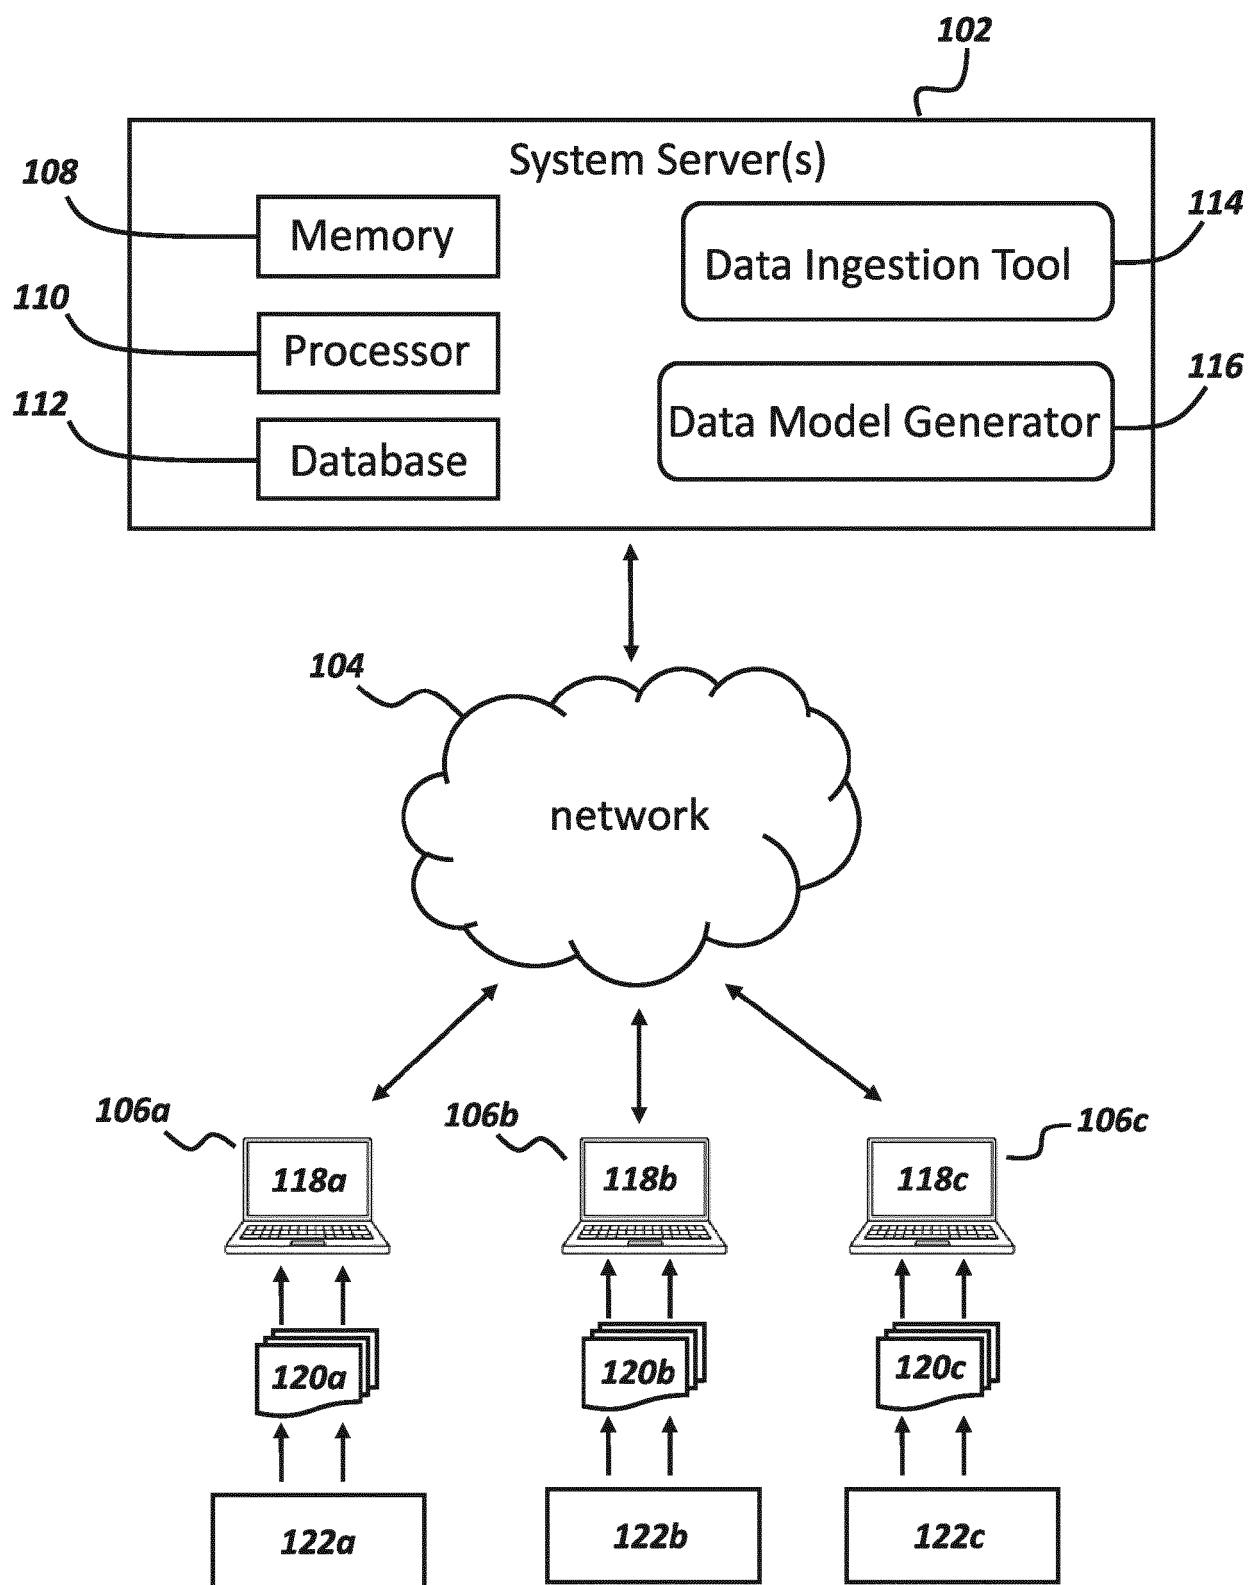 102
System Server(s)
108
Memory
114
Data Ingestion Tool
110
Processor
116
Data Model Generator
112
Database
104
network
106a
106b
106c
118a
118b
118c
120a
120b
120c
122a
122b
122c